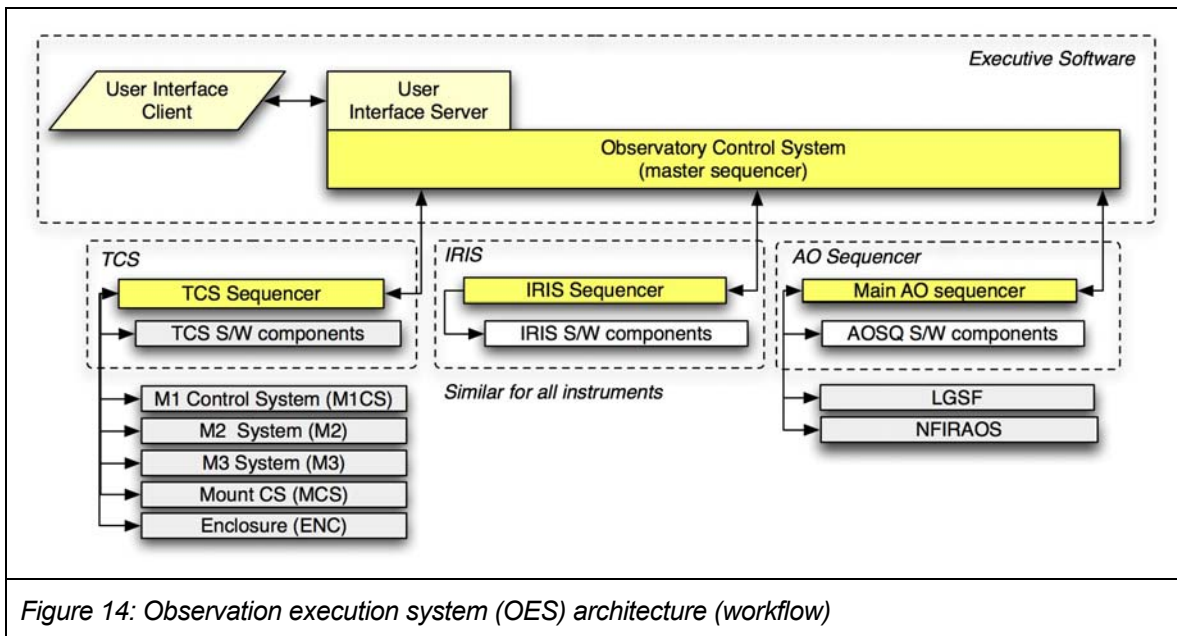 Executive Software
User Interface
Client
User
Interface Server
Observatory Control System
(master sequencer)
TCS
TCS Sequencer
TCS S/W components
M1 Control System (M1CS)
M2  System (M2)
M3 System (M3)
Mount CS (MCS)
Enclosure (ENC)
IRIS
IRIS Sequencer
IRIS S/W components
Similar for all instruments
AO Sequencer
Main AO sequencer
AOSQ S/W components
LGSF
NFIRAOS
Figure 14: Observation execution system (OES) architecture (workflow)